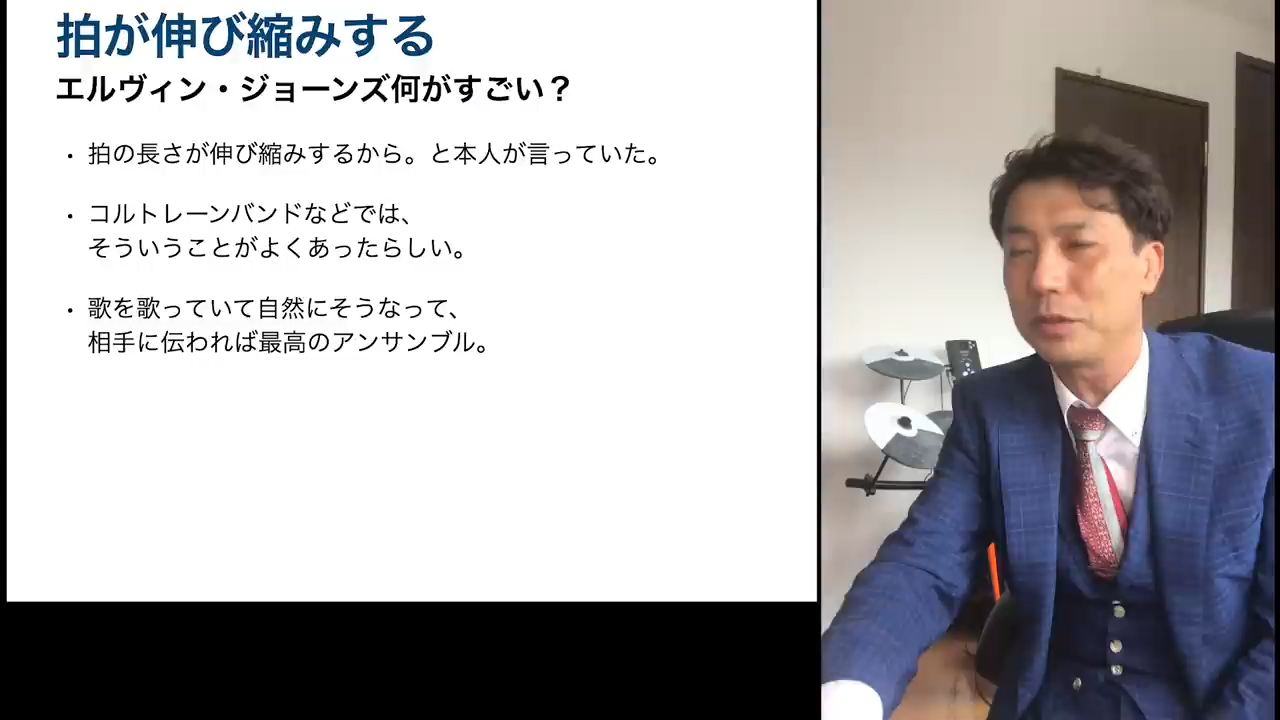 拍が伸び縮みする
エルヴィン・ジョーンズ何がすごい？
• 拍の長さが伸び縮みするから。と本人が言っていた。
• コルトレーンバンドなどでは、
そういうことがよくあったらしい。
• 歌を歌っていて自然にそうなって、
相手に伝われば最高のアンサンブル。